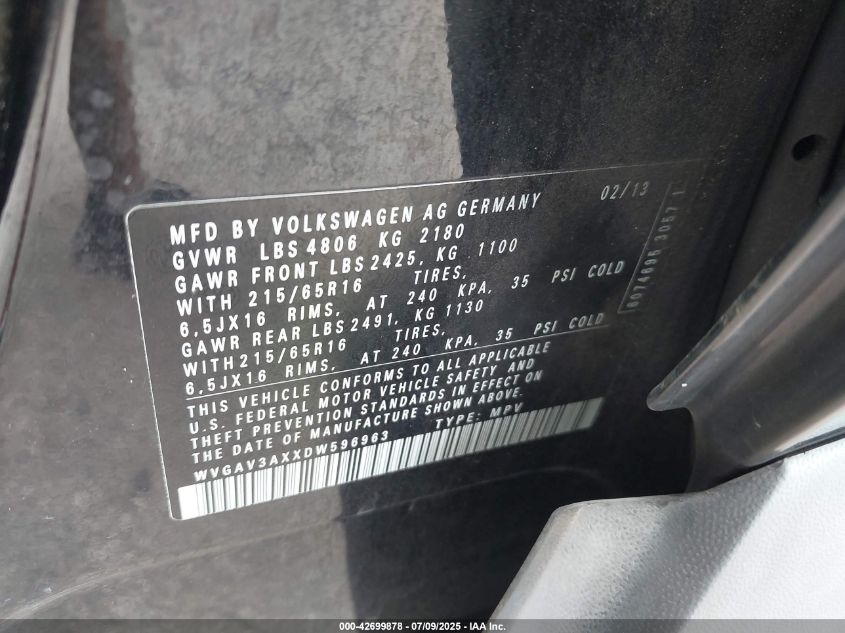 MFD BY VOLKSWAGEN AG GERMANY 02/13
GVWR LBS 4806 KG 2180
GAWR FRONT LBS 2425, KG 1100
WITH 215/65R16 TIRES,
6,5JX16 RIMS, AT 240 KPA, 35 PSI COLD
GAWR REAR LBS 2491, KG 1130
WITH 215/65R16 TIRES,
6,5JX16 RIMS, AT 240 KPA, 35 PSI COLD
THIS VEHICLE CONFORMS TO ALL APPLICABLE
U.S. FEDERAL MOTOR VEHICLE SAFETY AND
THEFT PREVENTION STANDARDS IN EFFECT ON
THE DATE OF MANUFACTURE SHOWN ABOVE.
WVGAV3AXXDW596963 TYPE: MPV
000-42699878 - 07/09/2025 - IAA Inc.